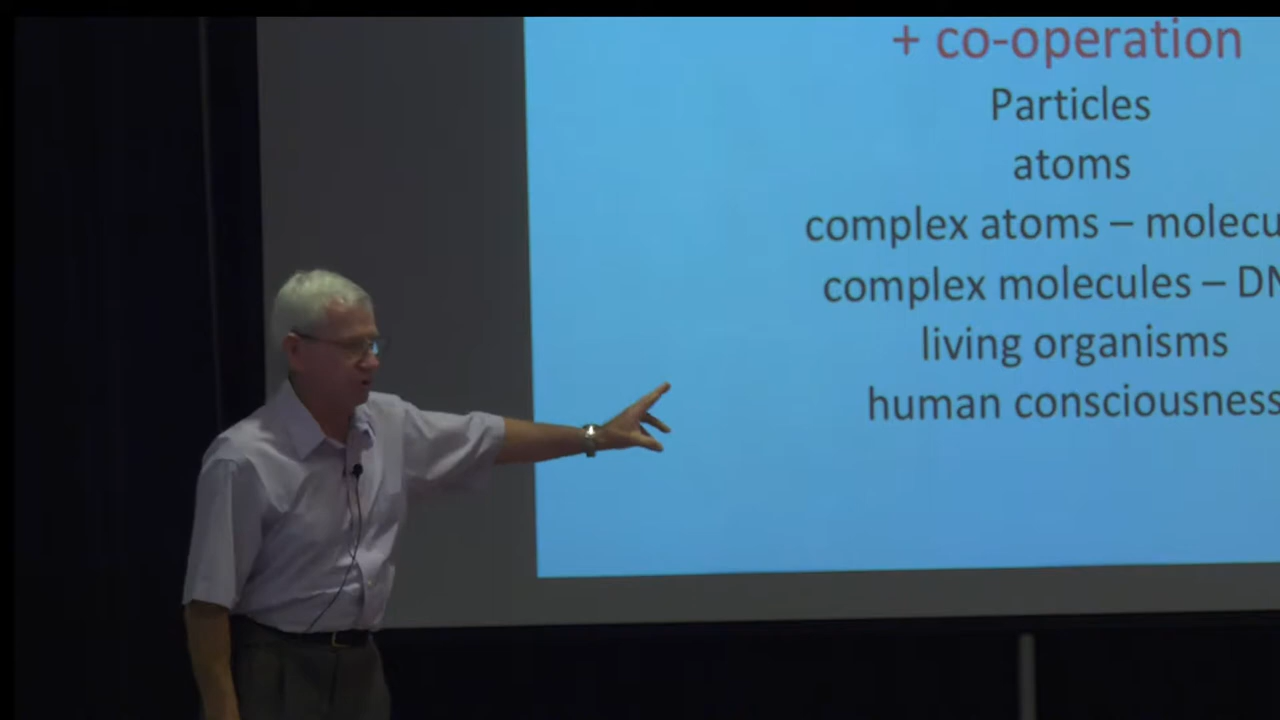 + co-operation
Particles
atoms
complex atoms – molecu
complex molecules – DN
living organisms
human consciousness